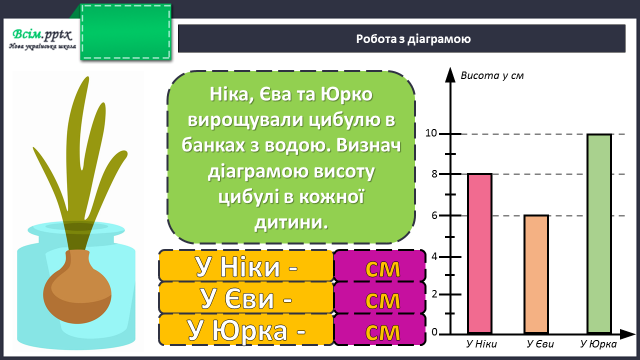 Всім.pptx
Нова українська школа
Робота з діаграмою
Ніка, Єва та Юрко
вирощували цибулю в
банках з водою. Визнач
діаграмою висоту
цибулі в кожної
дитини.
У Ніки - см
У Єви - см
У Юрка - см
Висота у см
10
8
6
4
2
0
У Ніки У Єви У Юрка